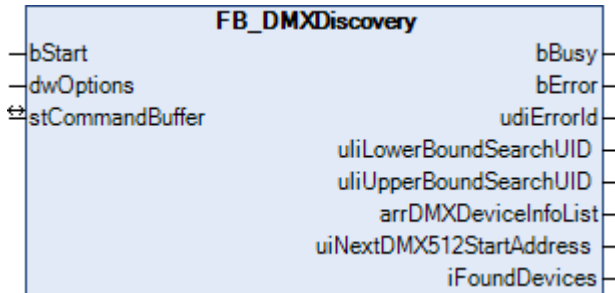 FB_DMXDiscovery
bStart bBusy
dwOptions bError
stCommandBuffer udiErrorId
uliLowerBoundSearchUID
uliUpperBoundSearchUID
arrDMXDeviceInfoList
uiNextDMX512StartAddress
iFoundDevices